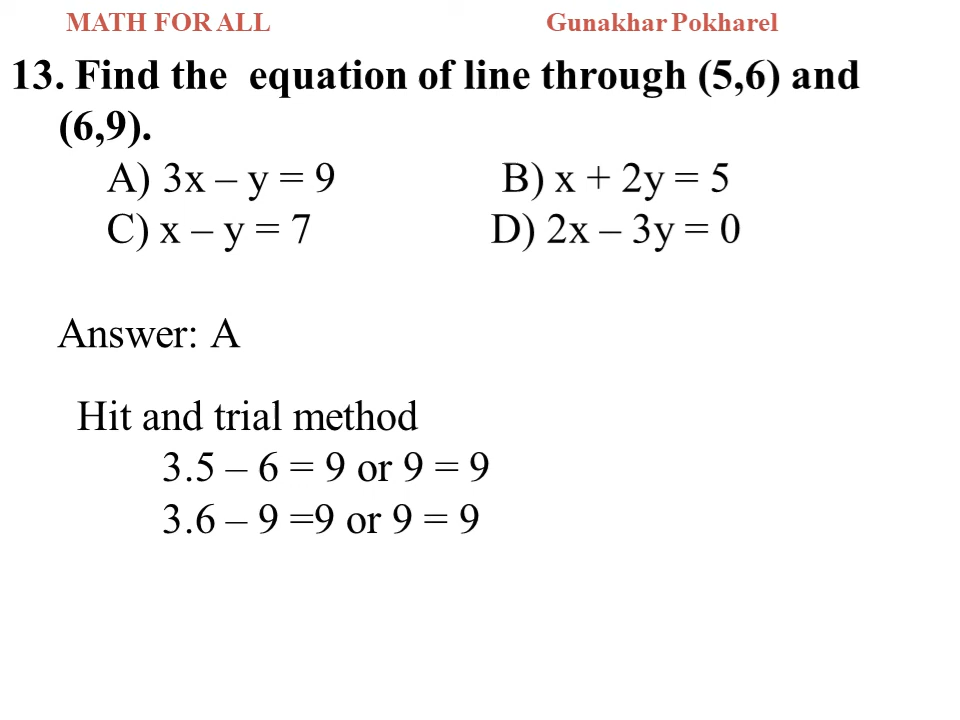 MATH FOR ALL Gunakhar Pokharel
13. Find the equation of line through (5,6) and
(6,9).
A) 3x – y = 9 B) x + 2y = 5
C) x – y = 7 D) 2x – 3y = 0
Answer: A
Hit and trial method
3.5 – 6 = 9 or 9 = 9
3.6 – 9 =9 or 9 = 9